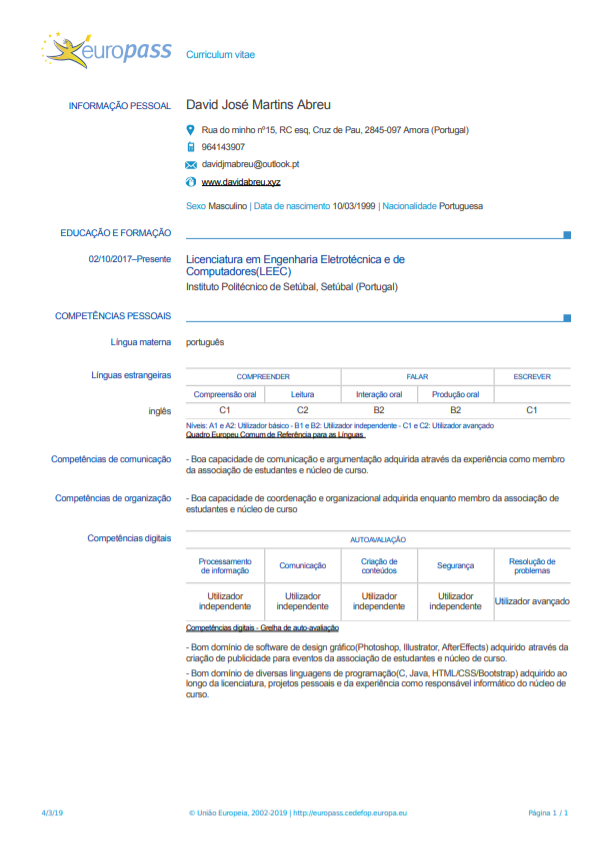 europass
Curriculum vitae
INFORMAÇÃO PESSOAL
David José Martins Abreu
Rua do minho nº15, RC esq, Cruz de Pau, 2845-097 Amora (Portugal)
964143907
davidjmabreu@outlook.pt
www.davidabreu.xyz
Sexo Masculino | Data de nascimento 10/03/1999 | Nacionalidade Portuguesa
EDUCAÇÃO E FORMAÇÃO
02/10/2017–Presente
Licenciatura em Engenharia Eletrotécnica e de
Computadores(LEEC)
Instituto Politécnico de Setúbal, Setúbal (Portugal)
COMPETÊNCIAS PESSOAIS
Língua materna português
Línguas estrangeiras COMPREENDER FALAR ESCREVER
Compreensão oral Leitura Interação oral Produção oral
inglês C1 C2 B2 B2 C1
Níveis: A1 e A2: Utilizador básico - B1 e B2: Utilizador independente - C1 e C2: Utilizador avançado
Quadro Europeu Comum de Referência para as Línguas
Competências de comunicação - Boa capacidade de comunicação e argumentação adquirida através da experiência como membro
da associação de estudantes e núcleo de curso.
Competências de organização - Boa capacidade de coordenação e organizacional adquirida enquanto membro da associação de
estudantes e núcleo de curso
Competências digitais AUTOAVALIAÇÃO
Processamento
de informação
Comunicação
Criação de
conteúdos
Segurança
Resolução de
problemas
Utilizador
independente
Utilizador
independente
Utilizador
independente
Utilizador
independente
Utilizador avançado
Competências digitais - Grelha de auto-avaliação
- Bom domínio de software de design gráfico(Photoshop, Illustrator, AfterEffects) adquirido através da
criação de publicidade para eventos da associação de estudantes e núcleo de curso.
- Bom domínio de diversas linguagens de programação(C, Java, HTML/CSS/Bootstrap) adquirido ao
longo da licenciatura, projetos pessoais e da experiência como responsável informático do núcleo de
curso.
4/3/19 © União Europeia, 2002-2019 | http://europass.cedefop.europa.eu Página 1 / 1